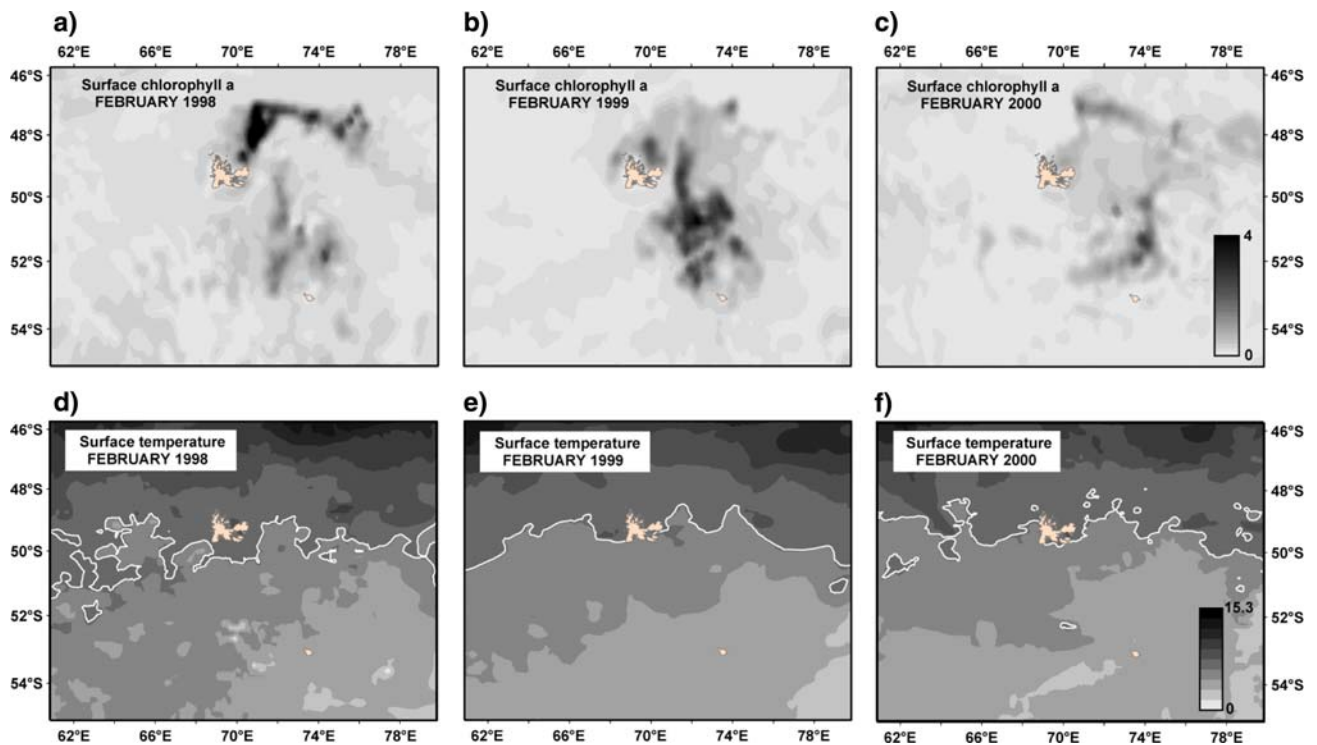 a) b) c)
62°E 66°E 70°E 74°E 78°E 62°E 66°E 70°E 74°E 78°E 62°E 66°E 70°E 74°E 78°E
46°S 46°S
Surface chlorophyll a
FEBRUARY 1998
Surface chlorophyll a
FEBRUARY 1999
Surface chlorophyll a
FEBRUARY 2000
48°S 48°S
50°S 50°S
52°S 52°S
54°S 54°S
4
0
d) e) f)
46°S 46°S
Surface temperature
FEBRUARY 1998
Surface temperature
FEBRUARY 1999
Surface temperature
FEBRUARY 2000
48°S 48°S
50°S 50°S
52°S 52°S
54°S 54°S
15.3
0
62°E 66°E 70°E 74°E 78°E 62°E 66°E 70°E 74°E 78°E 62°E 66°E 70°E 74°E 78°E